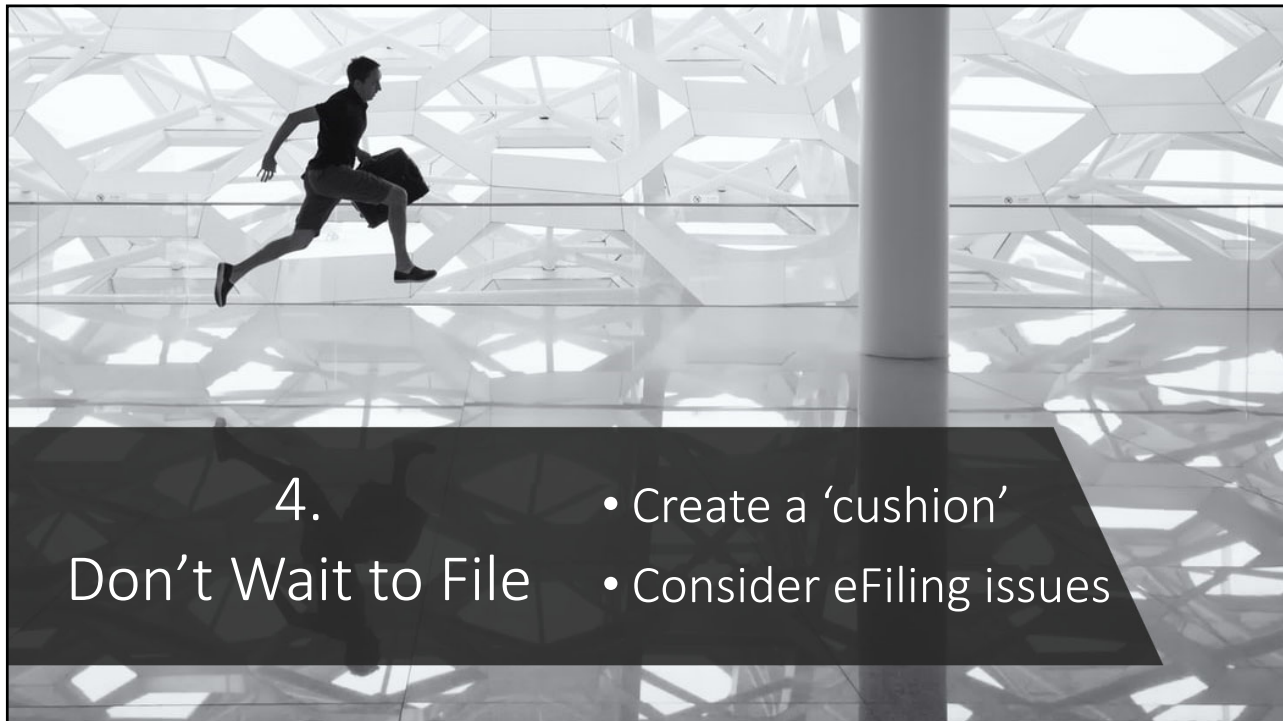 4.
Don’t Wait to File
• Create a ‘cushion’
• Consider eFiling issues